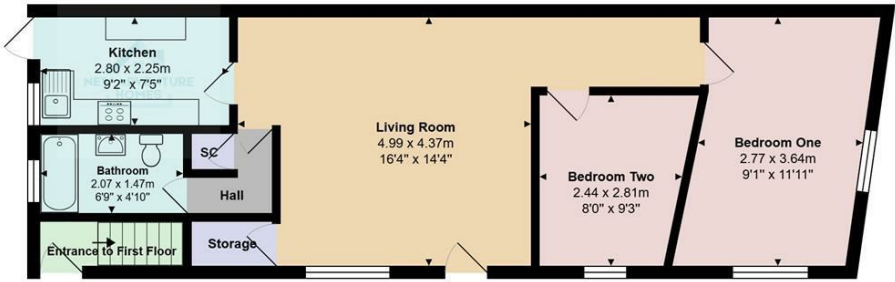 Kitchen
2.80 x 2.25m
9'2" x 7'5"
Living Room
4.99 x 4.37m
16'4" x 14'4"
Bedroom One
2.77 x 3.64m
9'1" x 11'11"
SC
Bathroom
2.07 x 1.47m
6'9" x 4'10"
Hall
Bedroom Two
2.44 x 2.81m
8'0" x 9'3"
Storage
Entrance to First Floor